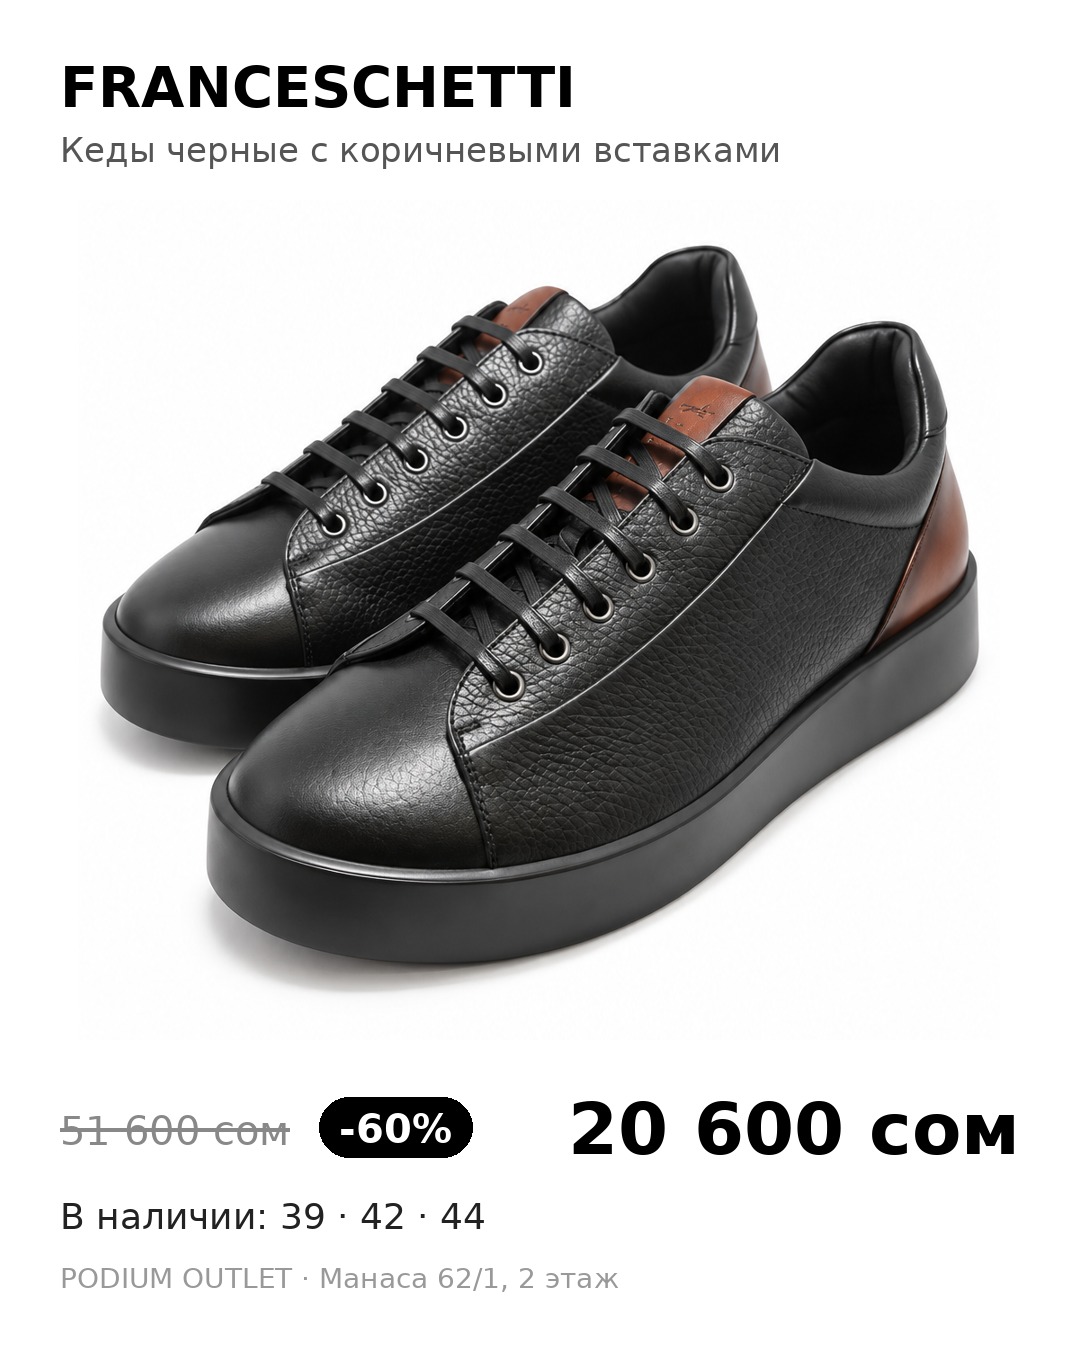 FRANCESCHETTI
Кеды черные с коричневыми вставками
51 600 сом -60% 20 600 сом
В наличии: 39 · 42 · 44
PODIUM OUTLET · Манаса 62/1, 2 этаж